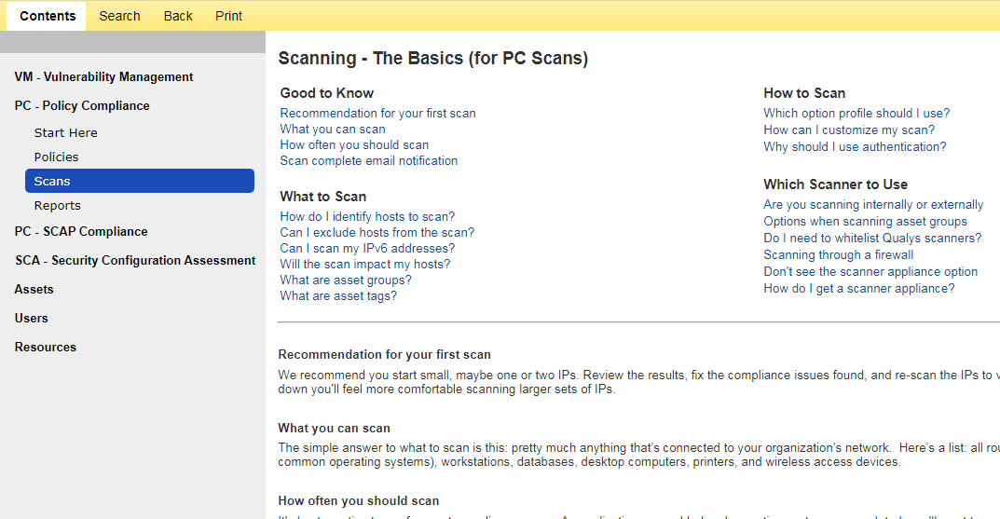 Contents Search Back Print
VM - Vulnerability Management
PC - Policy Compliance
Start Here
Policies
Scans
Reports
PC - SCAP Compliance
SCA - Security Configuration Assessment
Assets
Users
Resources
Scanning - The Basics (for PC Scans)
Good to Know
Recommendation for your first scan
What you can scan
How often you should scan
Scan complete email notification
What to Scan
How do I identify hosts to scan?
Can I exclude hosts from the scan?
Can I scan my IPv6 addresses?
Will the scan impact my hosts?
What are asset groups?
What are asset tags?
How to Scan
Which option profile should I use?
How can I customize my scan?
Why should I use authentication?
Which Scanner to Use
Are you scanning internally or externally
Options when scanning asset groups
Do I need to whitelist Qualys scanners?
Scanning through a firewall
Don't see the scanner appliance option
How do I get a scanner appliance?
Recommendation for your first scan
We recommend you start small, maybe one or two IPs. Review the results, fix the compliance issues found, and re-scan the IPs to
down you'll feel more comfortable scanning larger sets of IPs.
What you can scan
The simple answer to what to scan is this: pretty much anything that's connected to your organization's network. Here's a list: all
common operating systems), workstations, databases, desktop computers, printers, and wireless access devices.
How often you should scan